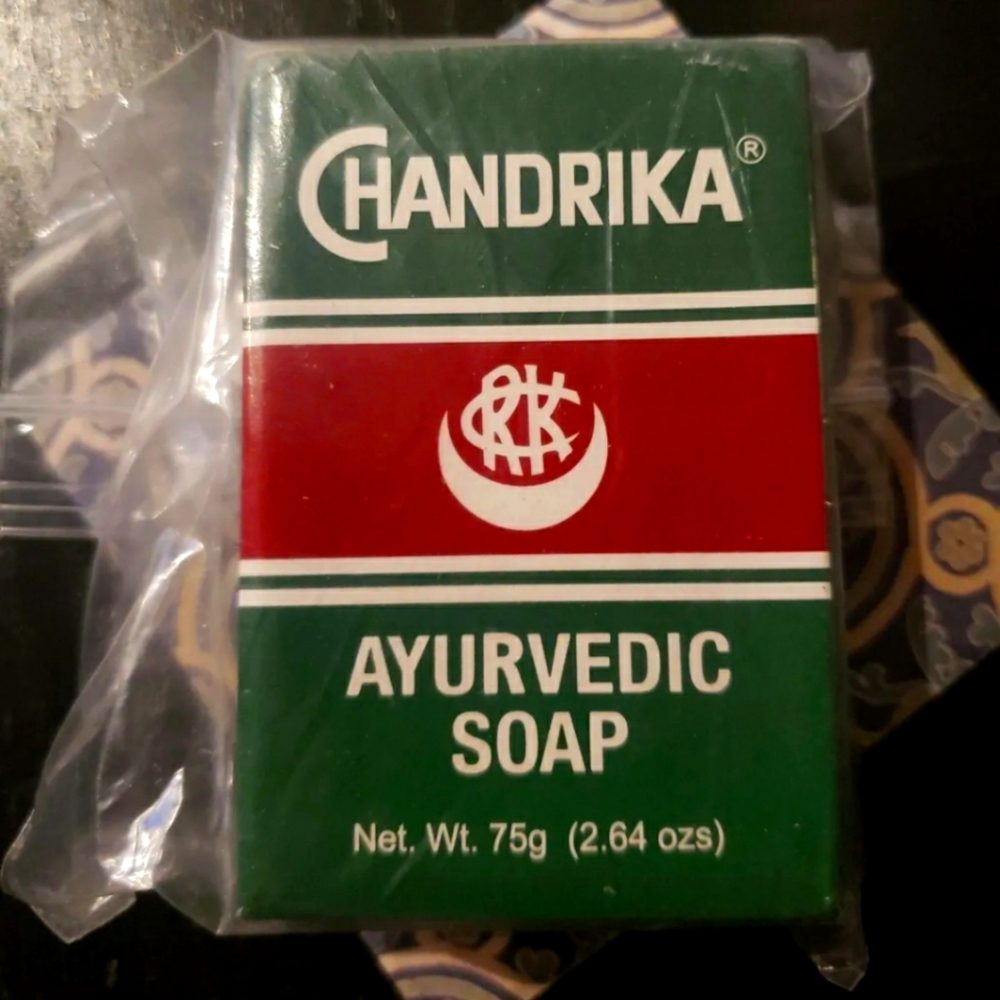 CHANDRIKA®
AYURVEDIC
SOAP
Net. Wt. 75g (2.64 ozs)